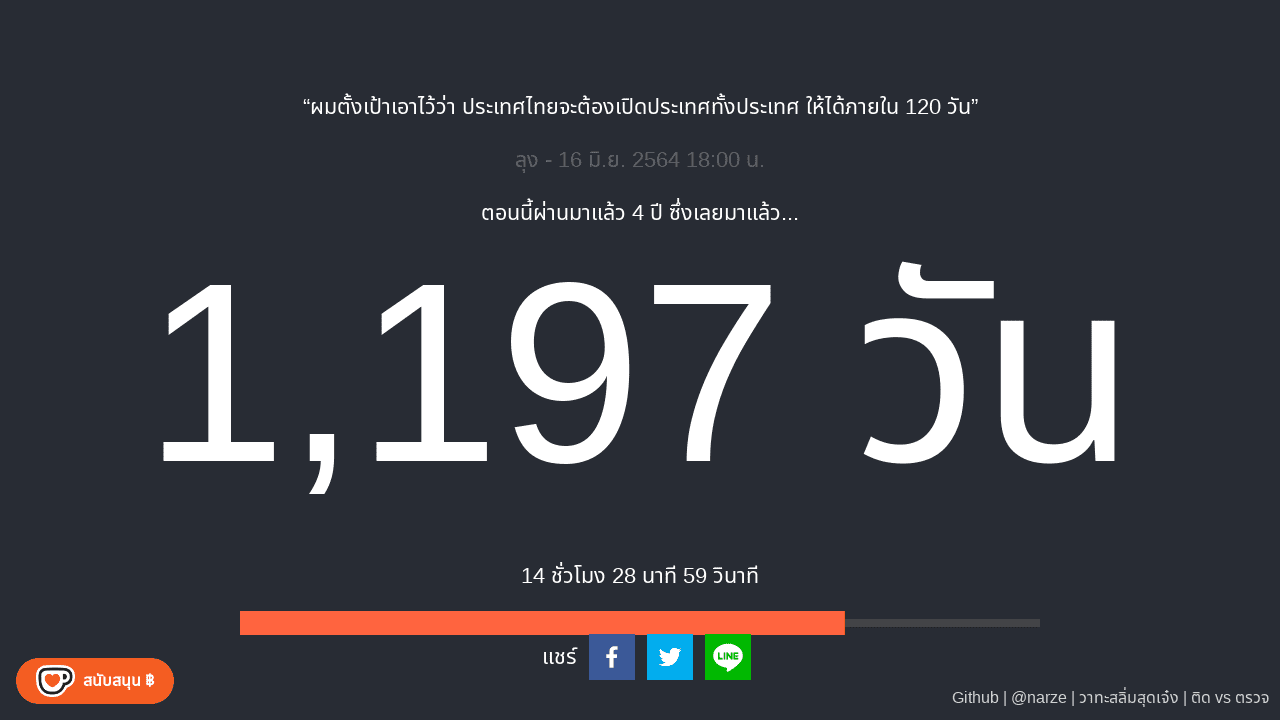 “ผมตั้งเป้าเอาไว้ว่า ประเทศไทยจะต้องเปิดประเทศทั้งประเทศ ให้ได้ภายใน 120 วัน”
ลุง - 16 มิ.ย. 2564 18:00 น.
ตอนนี้ผ่านมาแล้ว 4 ปี ซึ่งเลยมาแล้ว...
1,197 วัน
14 ชั่วโมง 28 นาที 59 วินาที
แชร์
LINE
สนับสนุน ฿
Github | @narze | วาทะสลิ่มสุดเจ๋ง | ติด vs ตรวจ